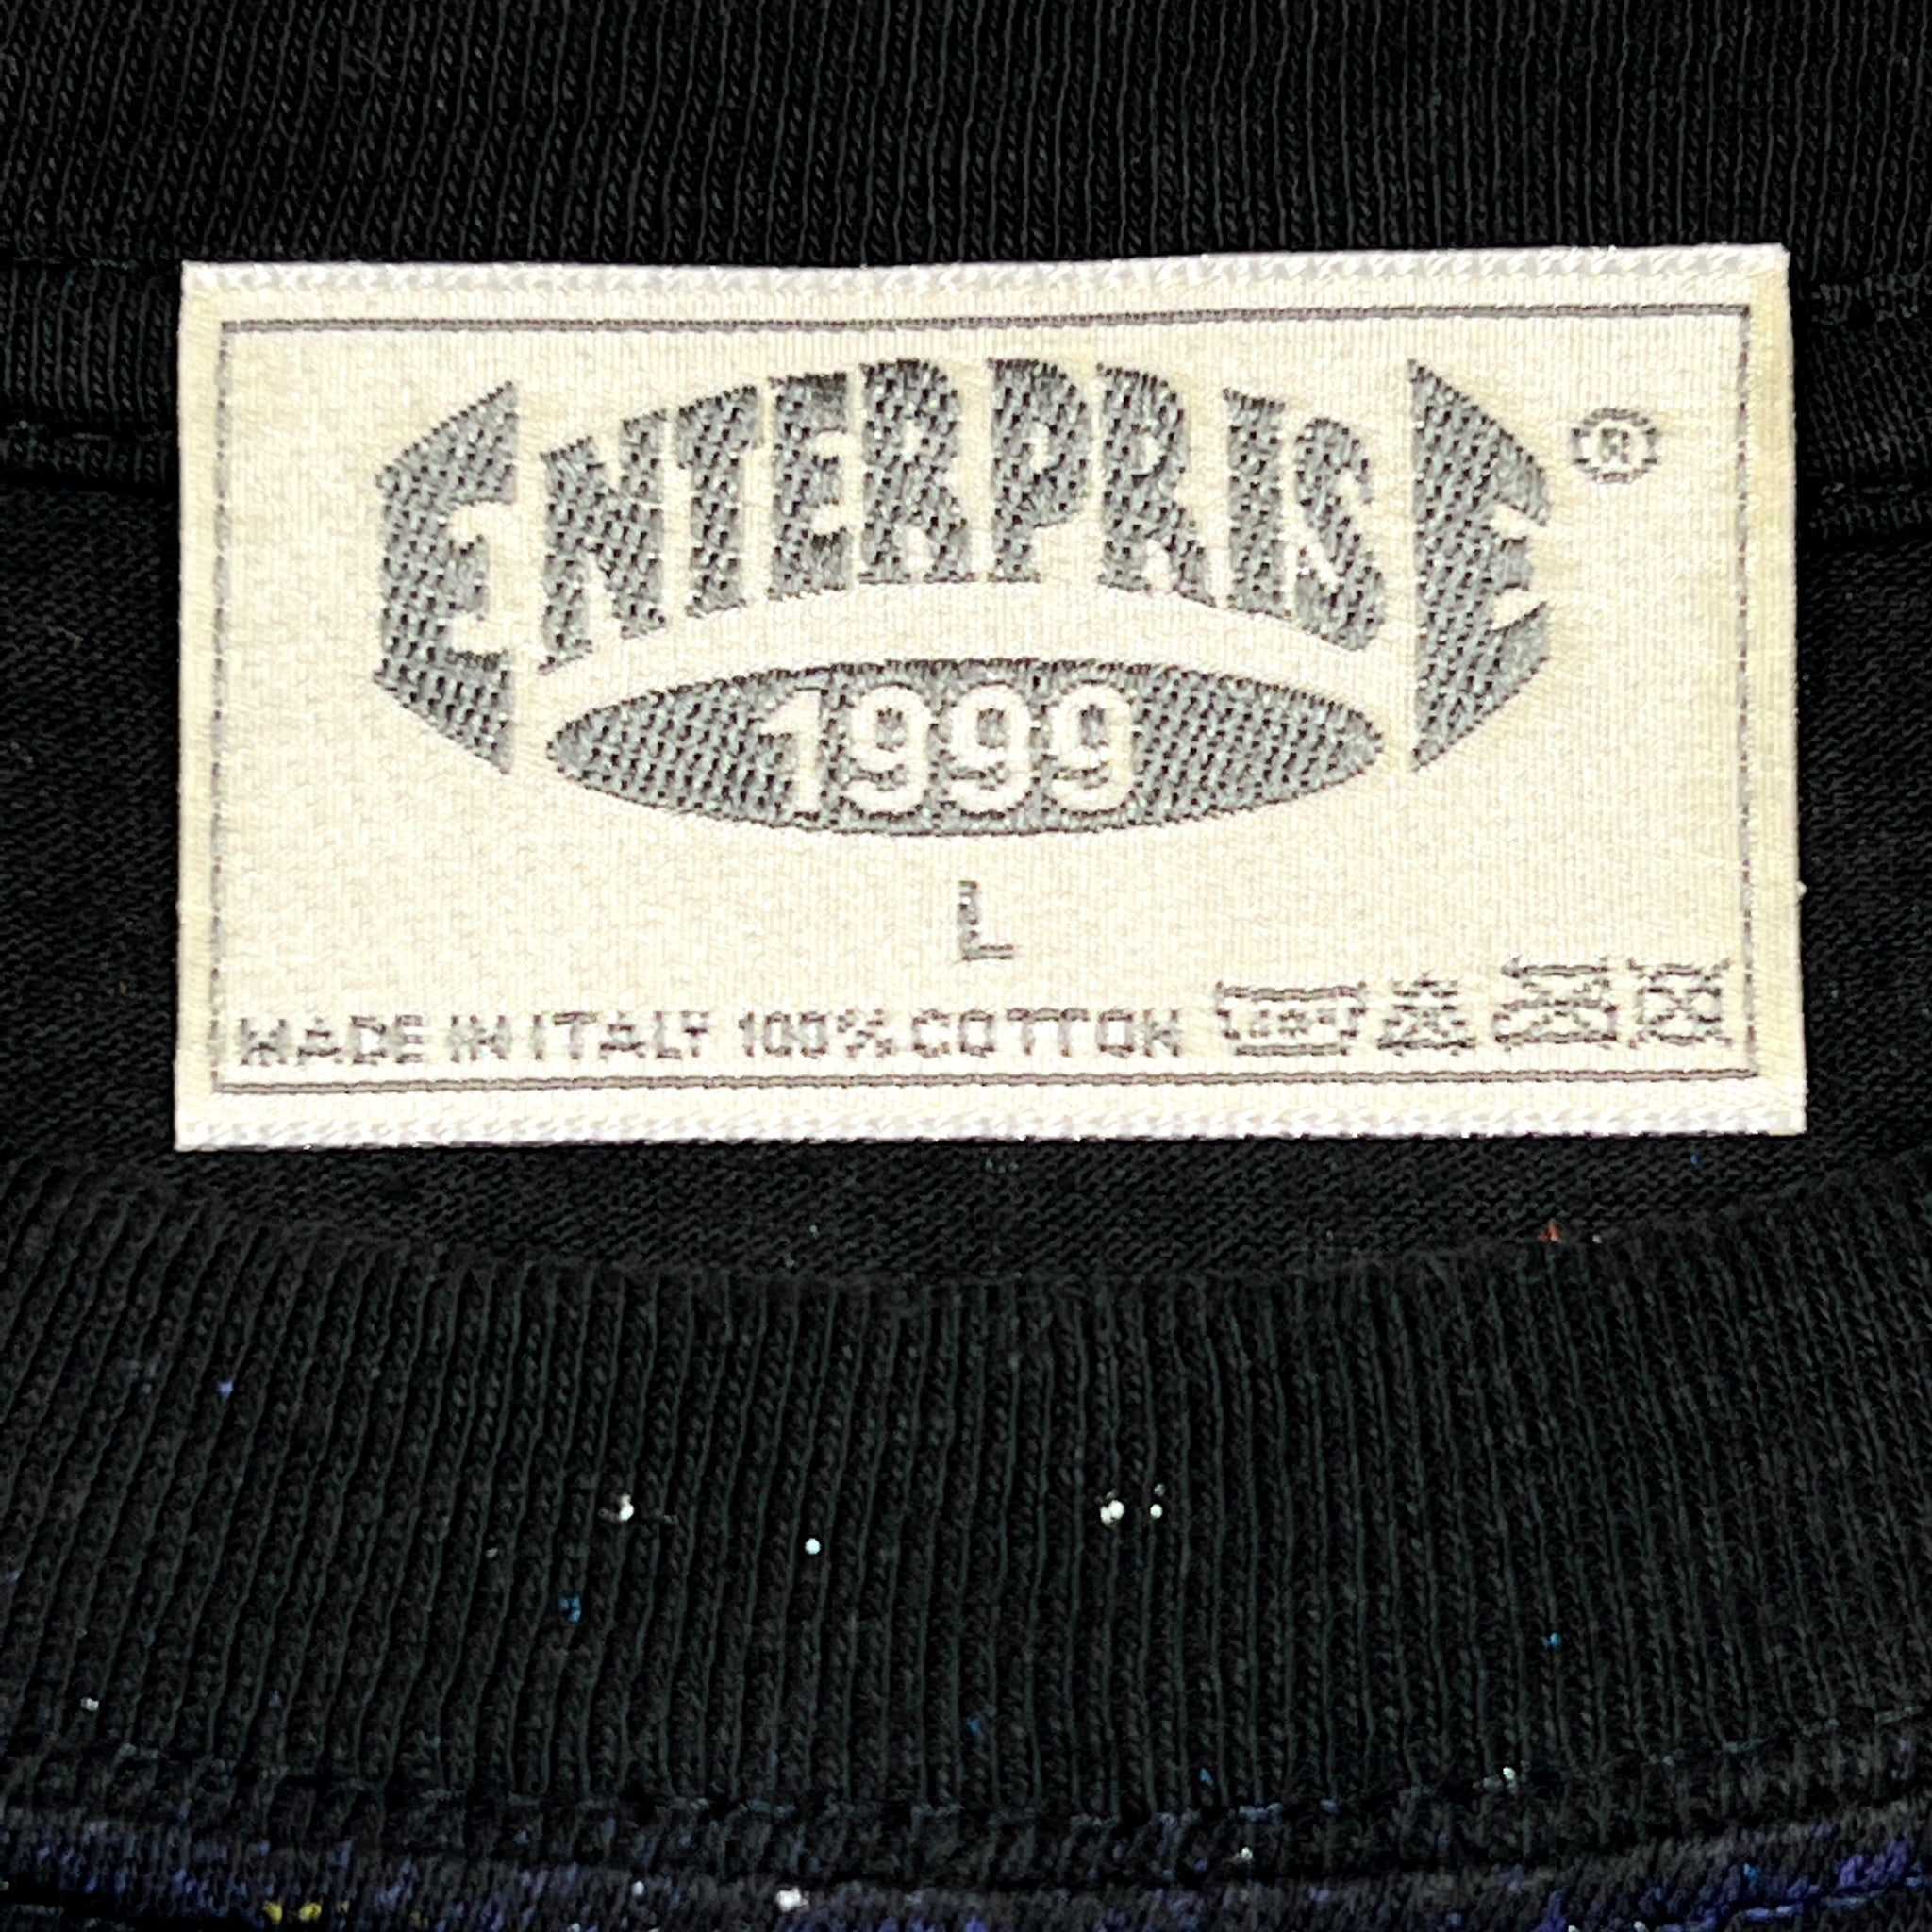 ENTERPRISE ®
1999
L
MADE IN ITALY 100% COTTON